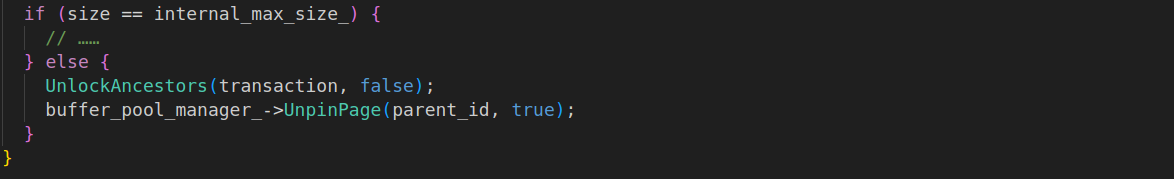 if (size == internal_max_size_) {
// ……
} else {
UnlockAncestors(transaction, false);
buffer_pool_manager_->UnpinPage(parent_id, true);
}
}